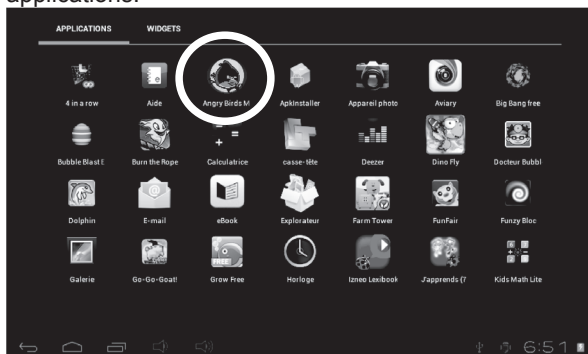 applications.
APPLICATIONS WIDGETS
4 in a row Aide Angry Birds M ApkInstaller Appareil photo Aviary Big Bang free
Bubble Blast E Burn the Rope Calculatrice casse-tête Deezer Dino Fly Docteur Bubbl
Dolphin E-mail eBook Explorateur Farm Tower FunFair Funzy Bloc
FREE
Galerie Go-Go-Goat! Grow Free Horloge Izneo Lexibook J'apprends (7 Kids Math Lite
6:51